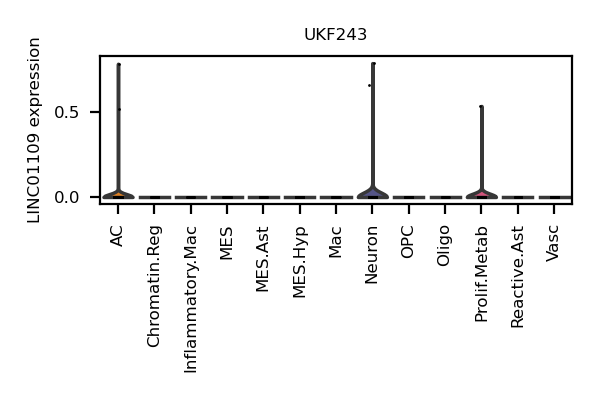 UKF243
LINC01109 expression
0.5
0.0
AC
Chromatin.Reg
Inflammatory.Mac
MES
MES.Ast
MES.Hyp
Mac
Neuron
OPC
Oligo
Prolif.Metab
Reactive.Ast
Vasc